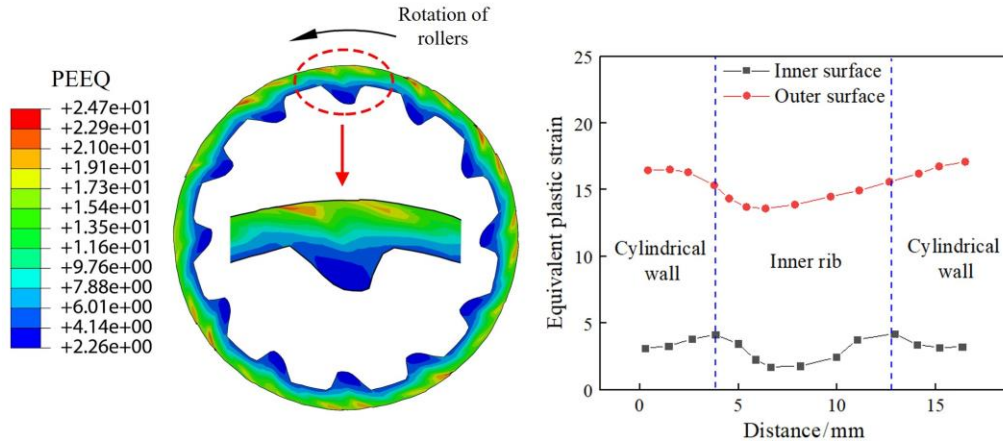 Rotation of
rollers
PEEQ
+2.47e+01
+2.29e+01
+2.10e+01
+1.91e+01
+1.73e+01
+1.54e+01
+1.35e+01
+1.16e+01
+9.76e+00
+7.88e+00
+6.01e+00
+4.14e+00
+2.26e+00
Equivalent plastic strain
25
20
15
10
5
0
Inner surface
Outer surface
Cylindrical
wall
Inner rib
Cylindrical
wall
0
5
10
15
Distance/mm